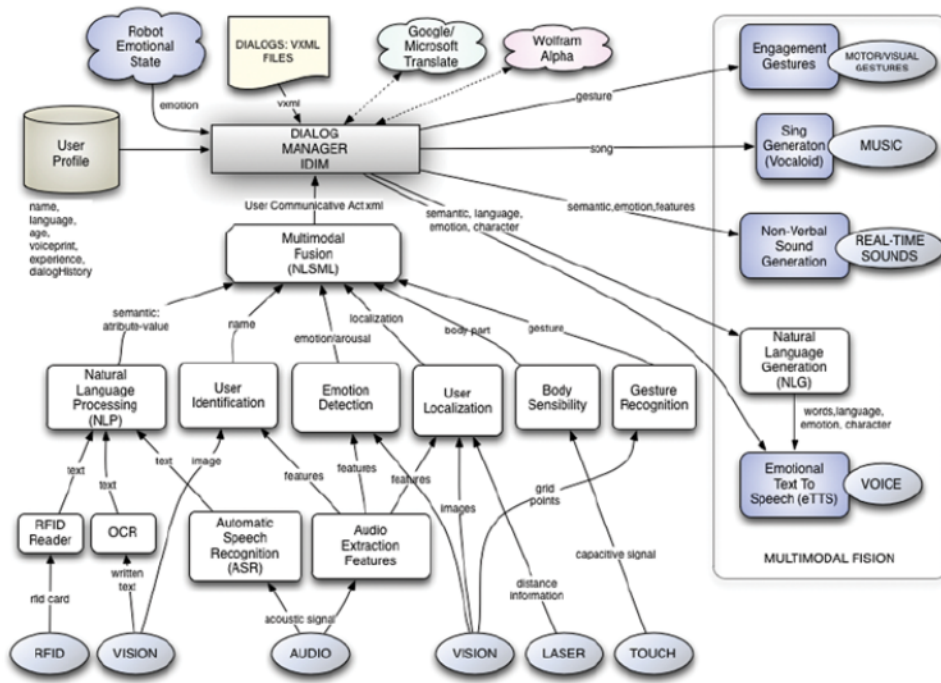 Robot
Emotional
State
DIALOGS: VXML
FILES
Google/
Microsoft
Translate
Wolfram
Alpha
Engagement
Gestures
MOTOR/VISUAL
GESTURES
emotion
vxml
gesture
User
Profile
DIALOG
MANAGER
IDIM
song
Sing
Generaton
(Vocaloid)
MUSIC
name,
language,
age,
voiceprint,
experience,
dialogHistory
User Communicative Act xml
semantic, language,
emotion, character
semantic,emotion,features
Non-Verbal
Sound
Generation
REAL-TIME
SOUNDS
Multimodal
Fusion
(NLSML)
semantic:
atribute-value
name
emotion/arousal
localization
body part
gesture
Natural
Language
Processing
(NLP)
User
Identification
Emotion
Detection
User
Localization
Body
Sensibility
Gesture
Recognition
Natural
Language
Generation
(NLG)
words,language,
emotion, character
text
text
text
image
features
features
features
images
grid
points
Emotional
Text To
Speech (eTTS)
VOICE
RFID
Reader
OCR
Automatic
Speech
Recognition
(ASR)
Audio
Extraction
Features
capacitive signal
MULTIMODAL FISION
rfid card
written
text
acoustic signal
distance
information
RFID
VISION
AUDIO
VISION
LASER
TOUCH